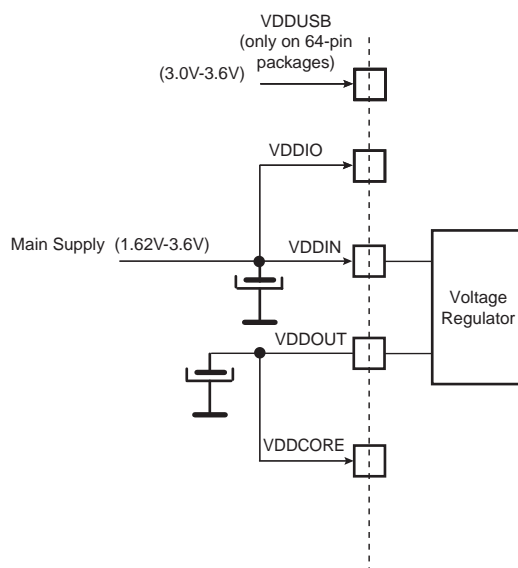 VDDUSB
(only on 64-pin
packages)
(3.0V-3.6V)
VDDIO
Main Supply (1.62V-3.6V)
VDDIN
Voltage
Regulator
VDDOUT
VDDCORE